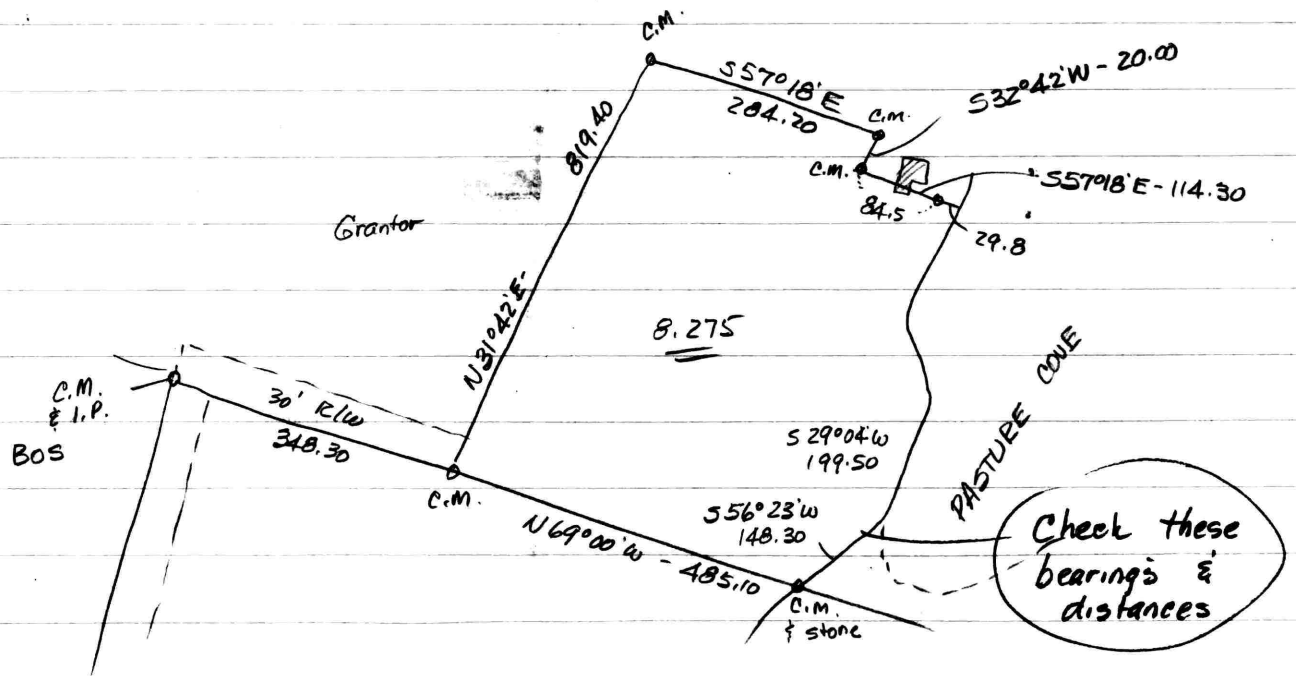 C.M.
S57°18'E
284.20
S32°42'W - 20.00
C.M.
C.M.
S57°18'E - 114.30
84.5
29.8
819.40
N31°42'E
Grantor
8.275
PASTURE COVE
C.M.
& I.P.
BOS
30' R/W
348.30
C.M.
S29°04'W
199.50
S56°23'W
148.30
N69°00'W - 485.10
C.M.
& stone
Check these
bearings &
distances